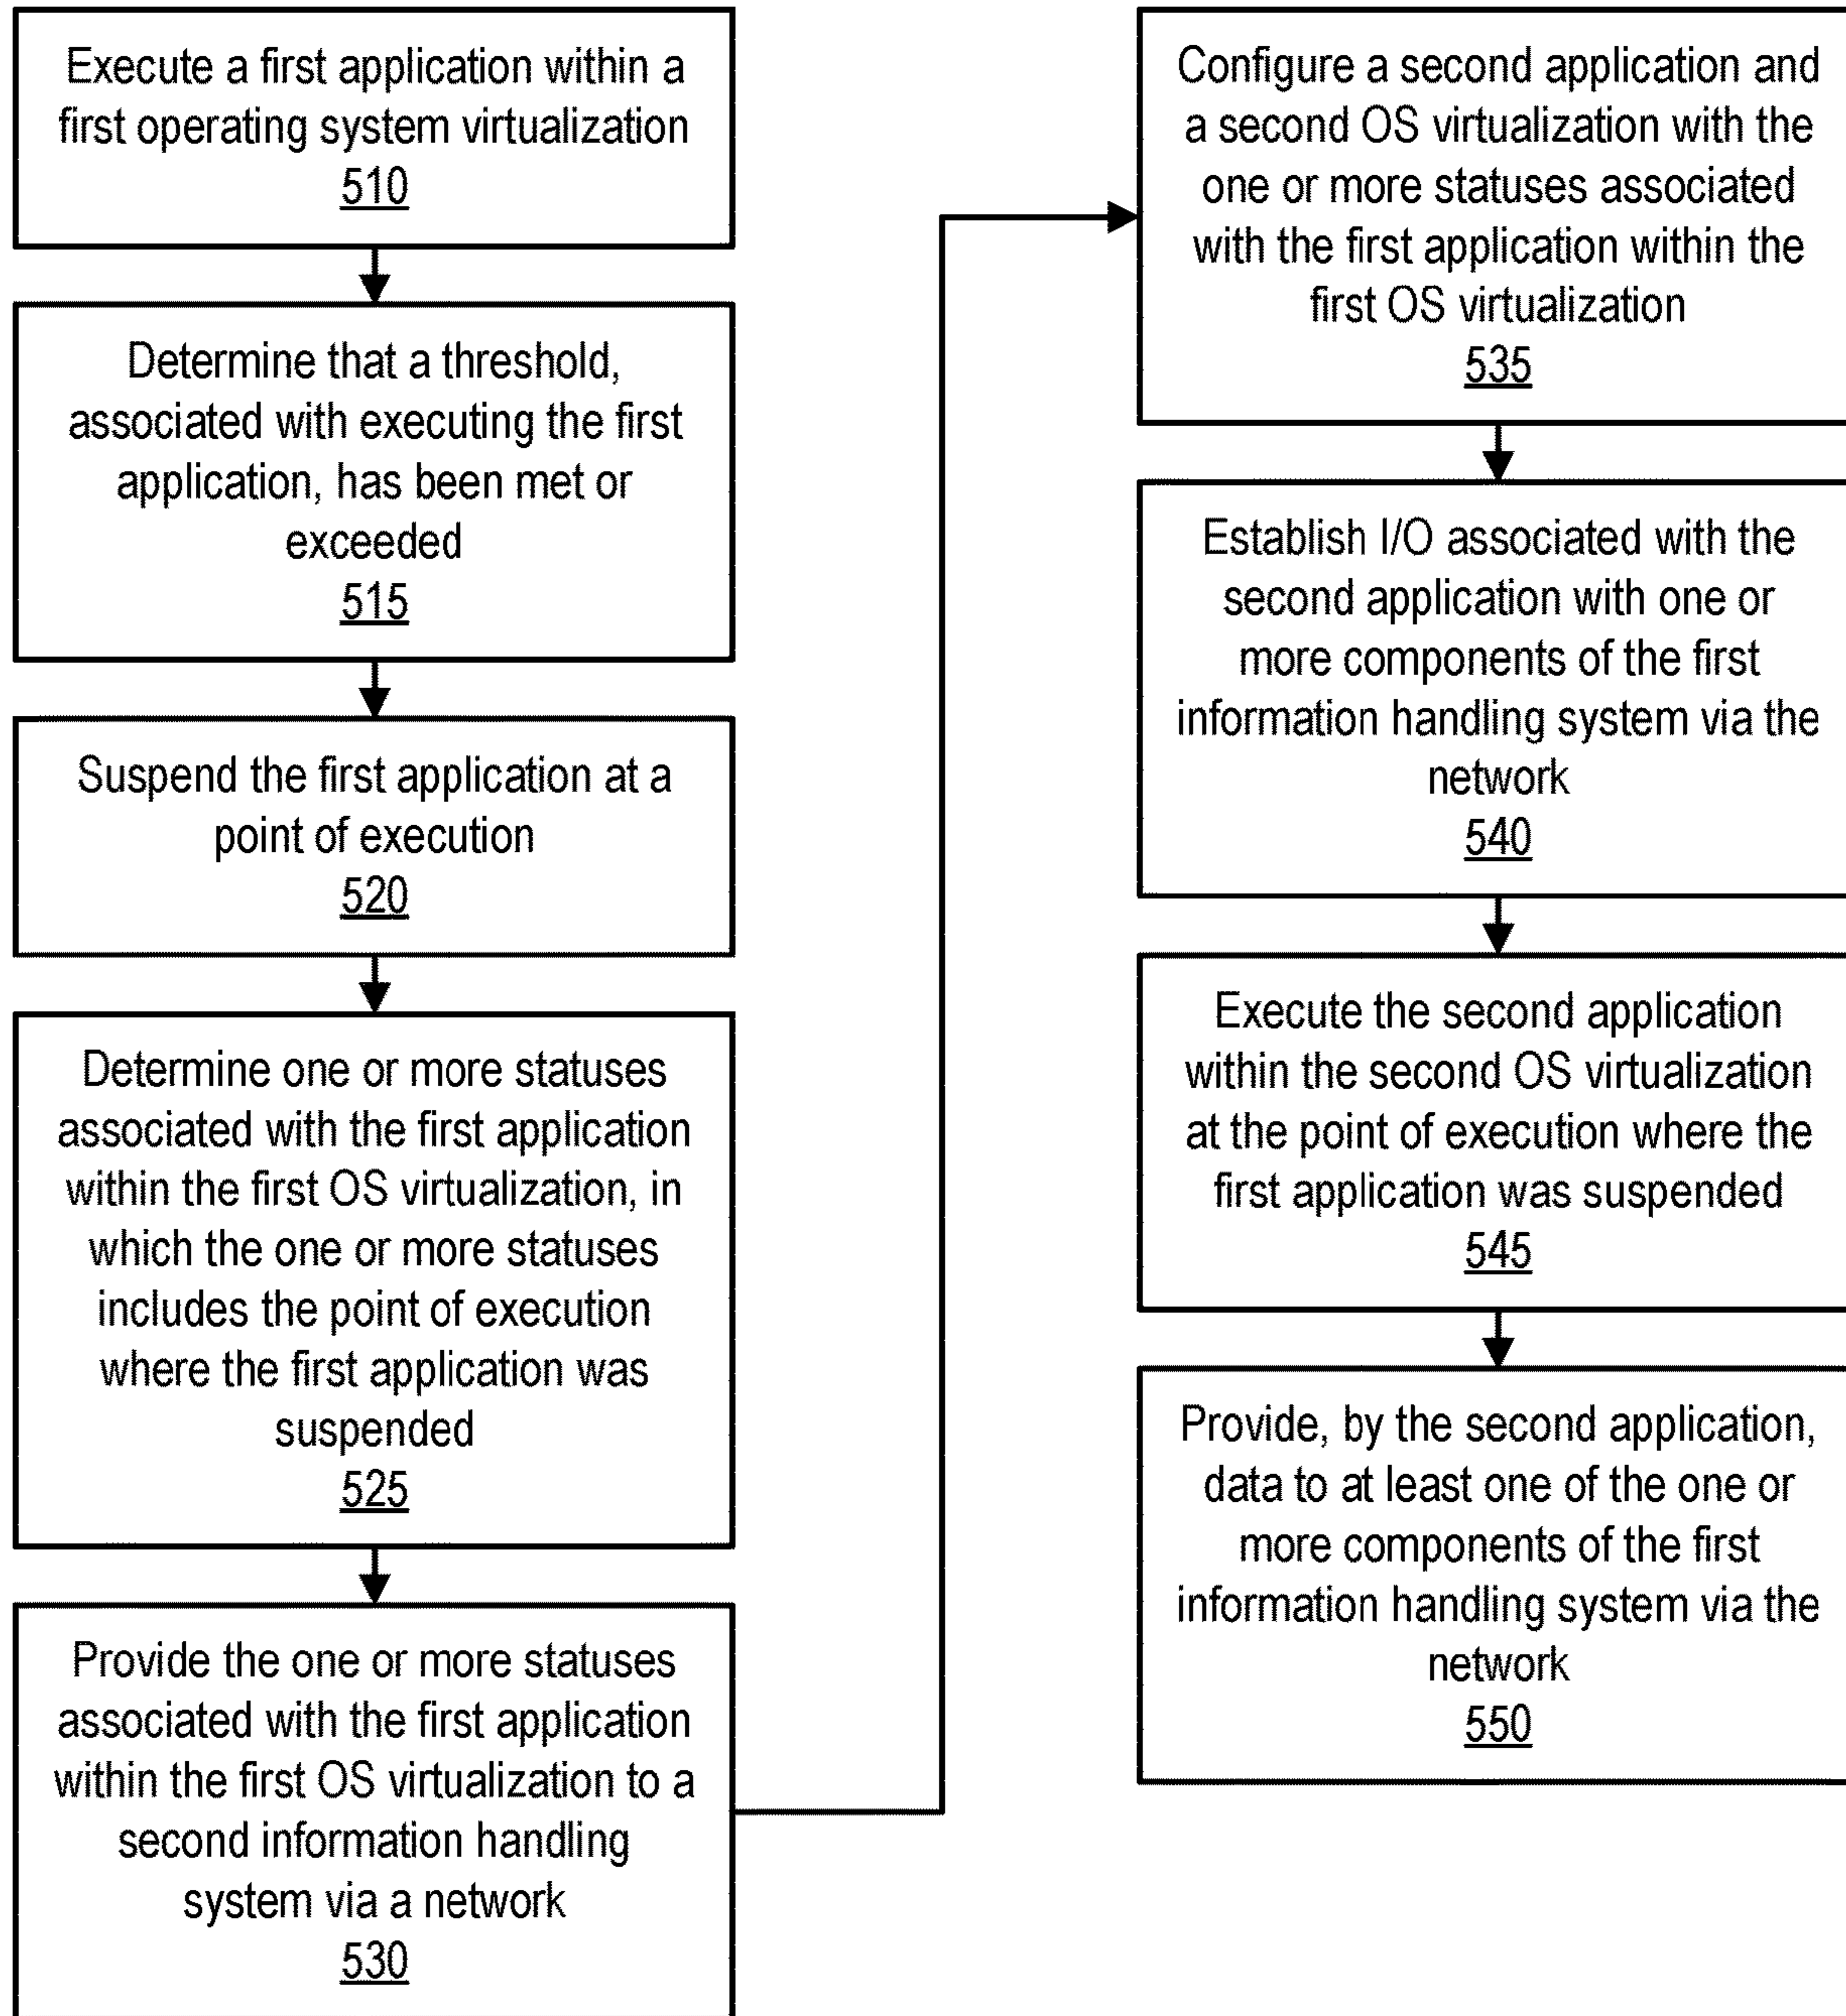 Execute a first application within a
first operating system virtualization
510
Determine that a threshold,
associated with executing the first
application, has been met or
exceeded
515
Suspend the first application at a
point of execution
520
Determine one or more statuses
associated with the first application
within the first OS virtualization, in
which the one or more statuses
includes the point of execution
where the first application was
suspended
525
Provide the one or more statuses
associated with the first application
within the first OS virtualization to a
second information handling
system via a network
530
Configure a second application and
a second OS virtualization with the
one or more statuses associated
with the first application within the
first OS virtualization
535
Establish I/O associated with the
second application with one or
more components of the first
information handling system via the
network
540
Execute the second application
within the second OS virtualization
at the point of execution where the
first application was suspended
545
Provide, by the second application,
data to at least one of the one or
more components of the first
information handling system via the
network
550